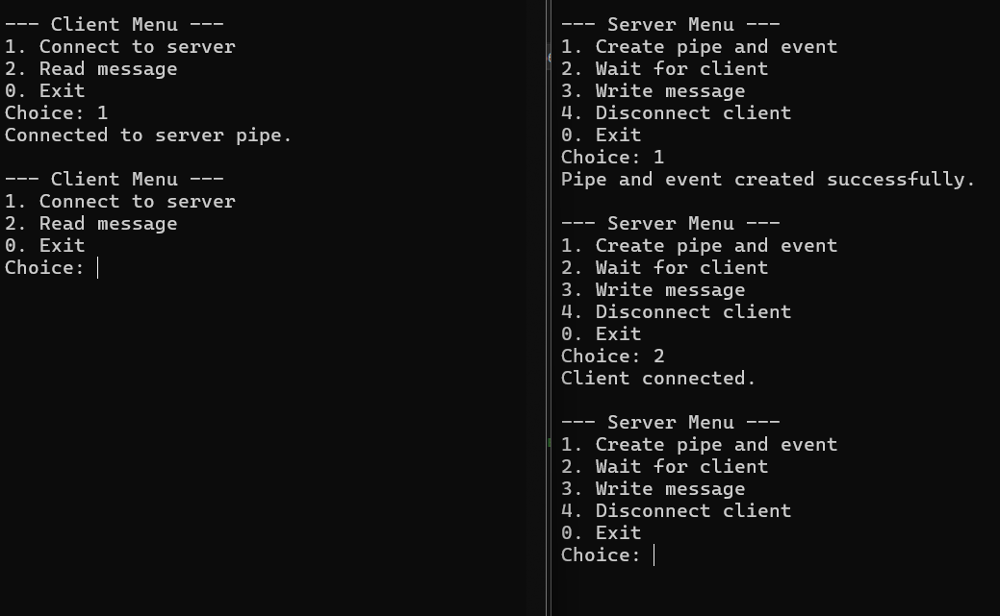 --- Client Menu ---
1. Connect to server
2. Read message
0. Exit
Choice: 1
Connected to server pipe.

--- Client Menu ---
1. Connect to server
2. Read message
0. Exit
Choice:

--- Server Menu ---
1. Create pipe and event
2. Wait for client
3. Write message
4. Disconnect client
0. Exit
Choice: 1
Pipe and event created successfully.

--- Server Menu ---
1. Create pipe and event
2. Wait for client
3. Write message
4. Disconnect client
0. Exit
Choice: 2
Client connected.

--- Server Menu ---
1. Create pipe and event
2. Wait for client
3. Write message
4. Disconnect client
0. Exit
Choice: